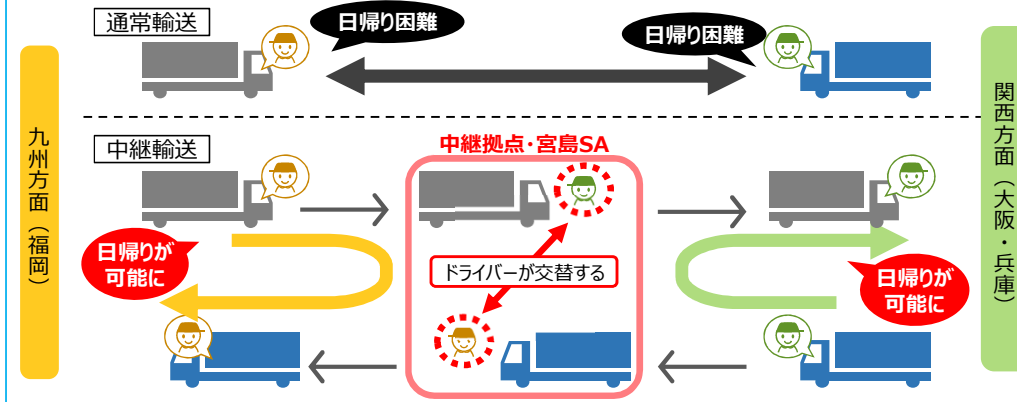 通常輸送
日帰り困難
日帰り困難
九州方面（福岡）
関西方面（大阪・兵庫）
中継輸送
中継拠点・宮島SA
日帰りが
可能に
ドライバーが交替する
日帰りが
可能に